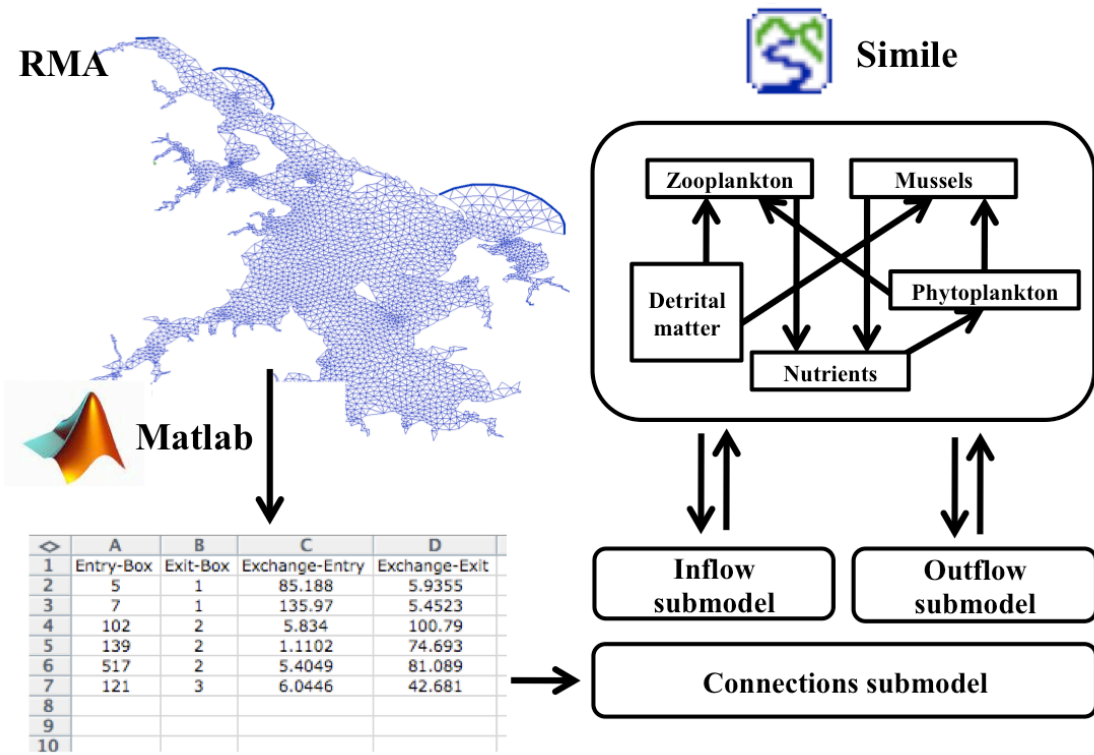 RMA
Simile
Zooplankton
Mussels
Detrital
matter
Phytoplankton
Nutrients
Matlab
A B C D
1 Entry-Box Exit-Box Exchange-Entry Exchange-Exit
2 5 1 85.188 5.9355
3 7 1 135.97 5.4523
4 102 2 5.834 100.79
5 139 2 1.1102 74.693
6 517 2 5.4049 81.089
7 121 3 6.0446 42.681
8
9
10
Inflow
submodel
Outflow
submodel
Connections submodel